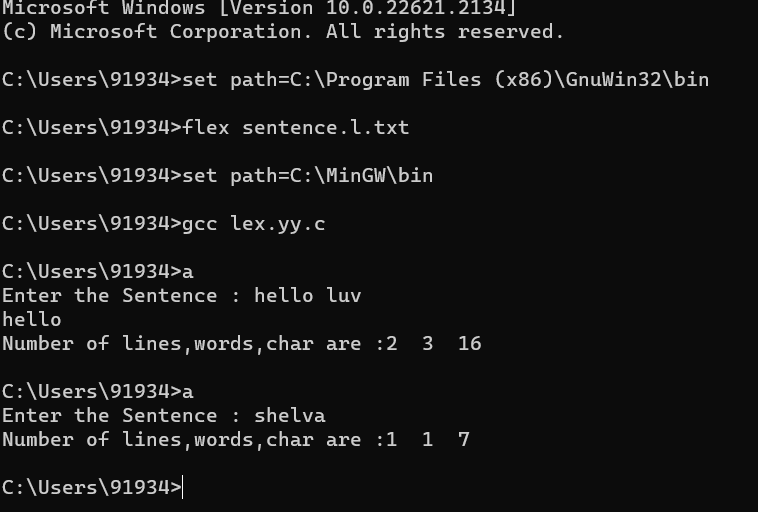 Microsoft Windows [Version 10.0.22621.2134]
(c) Microsoft Corporation. All rights reserved.
C:\Users\91934>set path=C:\Program Files (x86)\GnuWin32\bin
C:\Users\91934>flex sentence.l.txt
C:\Users\91934>set path=C:\MinGW\bin
C:\Users\91934>gcc lex.yy.c
C:\Users\91934>a
Enter the Sentence : hello luv
hello
Number of lines,words,char are :2  3  16
C:\Users\91934>a
Enter the Sentence : shelva
Number of lines,words,char are :1  1  7
C:\Users\91934>